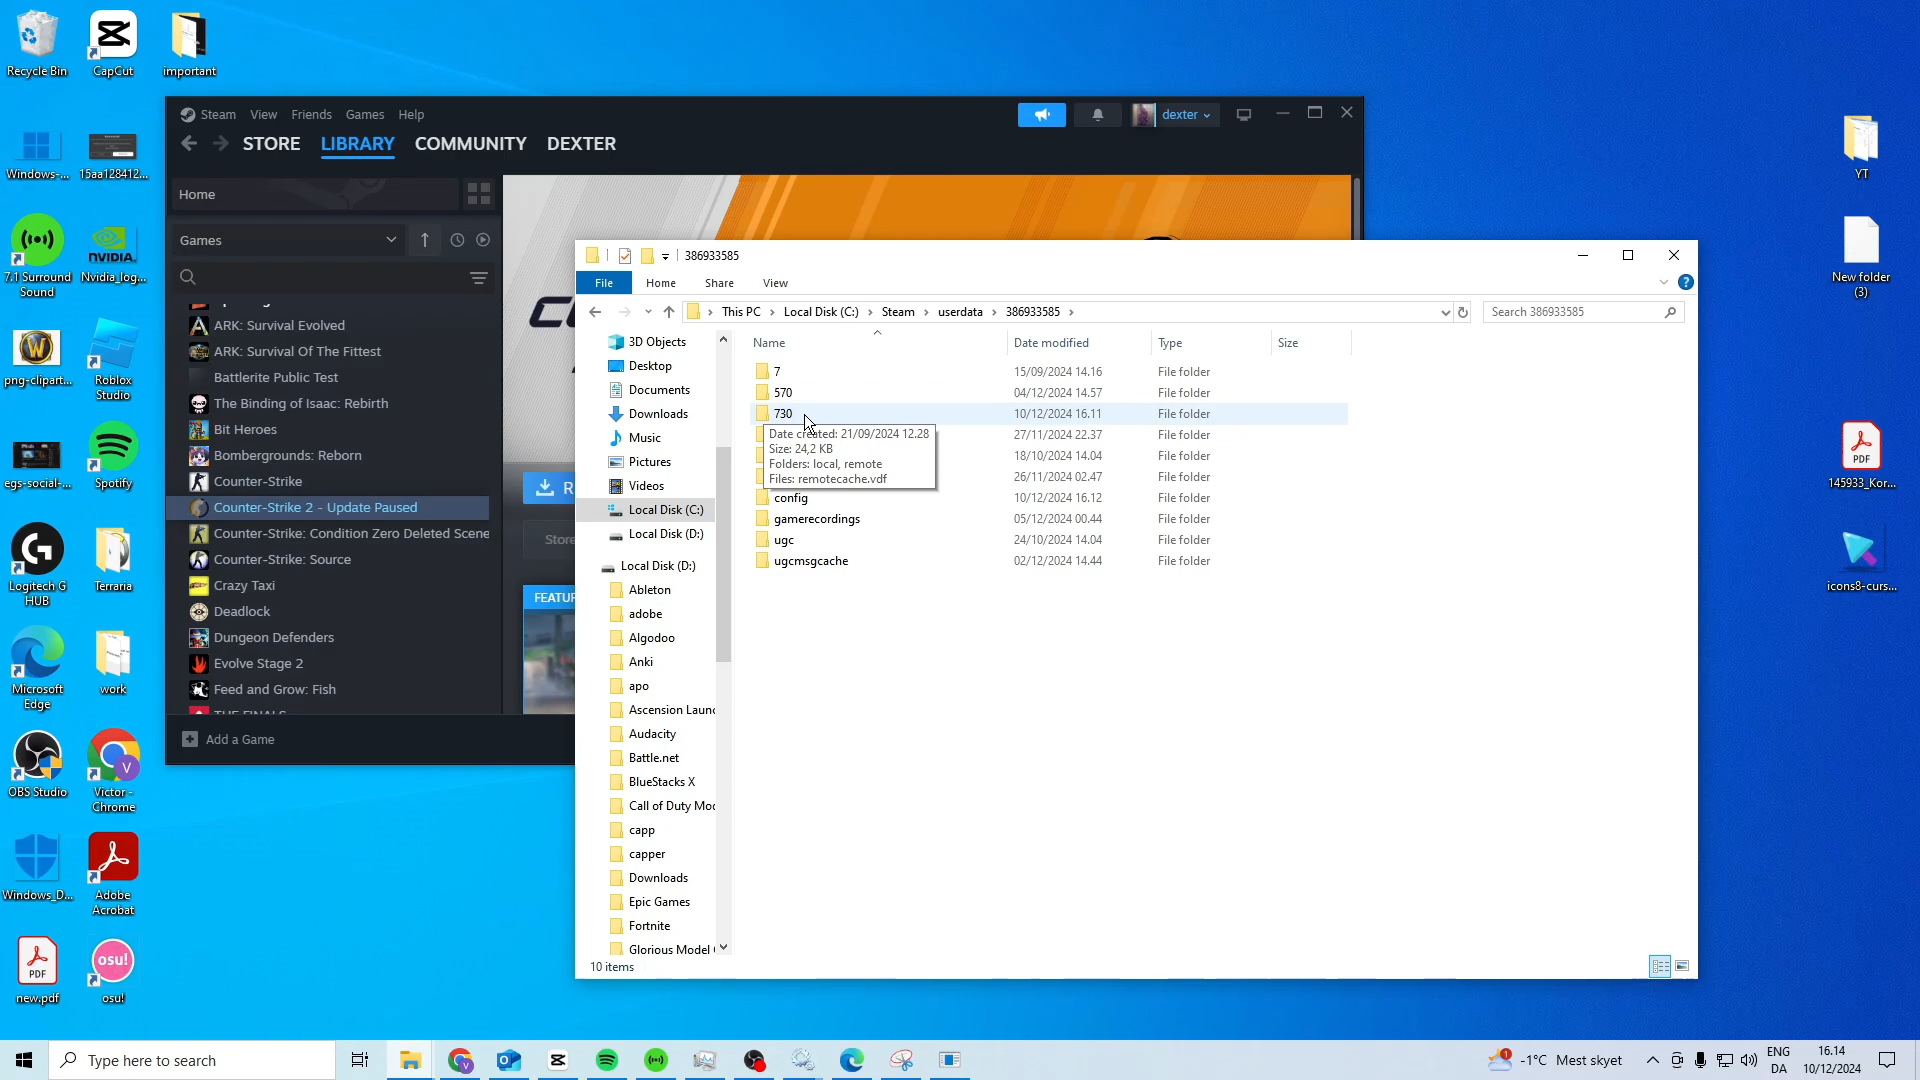 Recycle Bin
CapCut
important
Windows-...
15aa128412...
7.1 Surround
Sound
Nvidia_log...
png-clipart...
Roblox
Studio
egs-social-...
Spotify
Logitech G
HUB
Terraria
Microsoft
Edge
work
OBS Studio
Victor -
Chrome
Windows_D...
Adobe
Acrobat
new.pdf
osu!
YT
New folder
(3)
145933_Kor...
icons8-curs...
Steam
View
Friends
Games
Help
dexter
STORE
LIBRARY
COMMUNITY
DEXTER
Home
Games
ARK: Survival Evolved
ARK: Survival Of The Fittest
Battlerite Public Test
The Binding of Isaac: Rebirth
Bit Heroes
Bombergrounds: Reborn
Counter-Strike
Counter-Strike 2 - Update Paused
Counter-Strike: Condition Zero Deleted Scene
Counter-Strike: Source
Crazy Taxi
Deadlock
Dungeon Defenders
Evolve Stage 2
Feed and Grow: Fish
THE FINALS
Add a Game
Store
FEATU
386933585
File
Home
Share
View
This PC > Local Disk (C:) > Steam > userdata > 386933585 >
Search 386933585
3D Objects
Desktop
Documents
Downloads
Music
Pictures
Videos
Local Disk (C:)
Local Disk (D:)
Local Disk (D:)
Ableton
adobe
Algodoo
Anki
apo
Ascension Launc
Audacity
Battle.net
BlueStacks X
Call of Duty Moc
capp
capper
Downloads
Epic Games
Fortnite
Glorious Model
Name
Date modified
Type
Size
7 15/09/2024 14.16 File folder
570 04/12/2024 14.57 File folder
730 10/12/2024 16.11 File folder
27/11/2024 22.37 File folder
18/10/2024 14.04 File folder
26/11/2024 02.47 File folder
config 10/12/2024 16.12 File folder
gamerecordings 05/12/2024 00.44 File folder
ugc 24/10/2024 14.04 File folder
ugcmsgcache 02/12/2024 14.44 File folder
Date created: 21/09/2024 12.28
Size: 24,2 KB
Folders: local, remote
Files: remotecache.vdf
10 items
Type here to search
-1°C Mest skyet
ENG
DA
16.14
10/12/2024